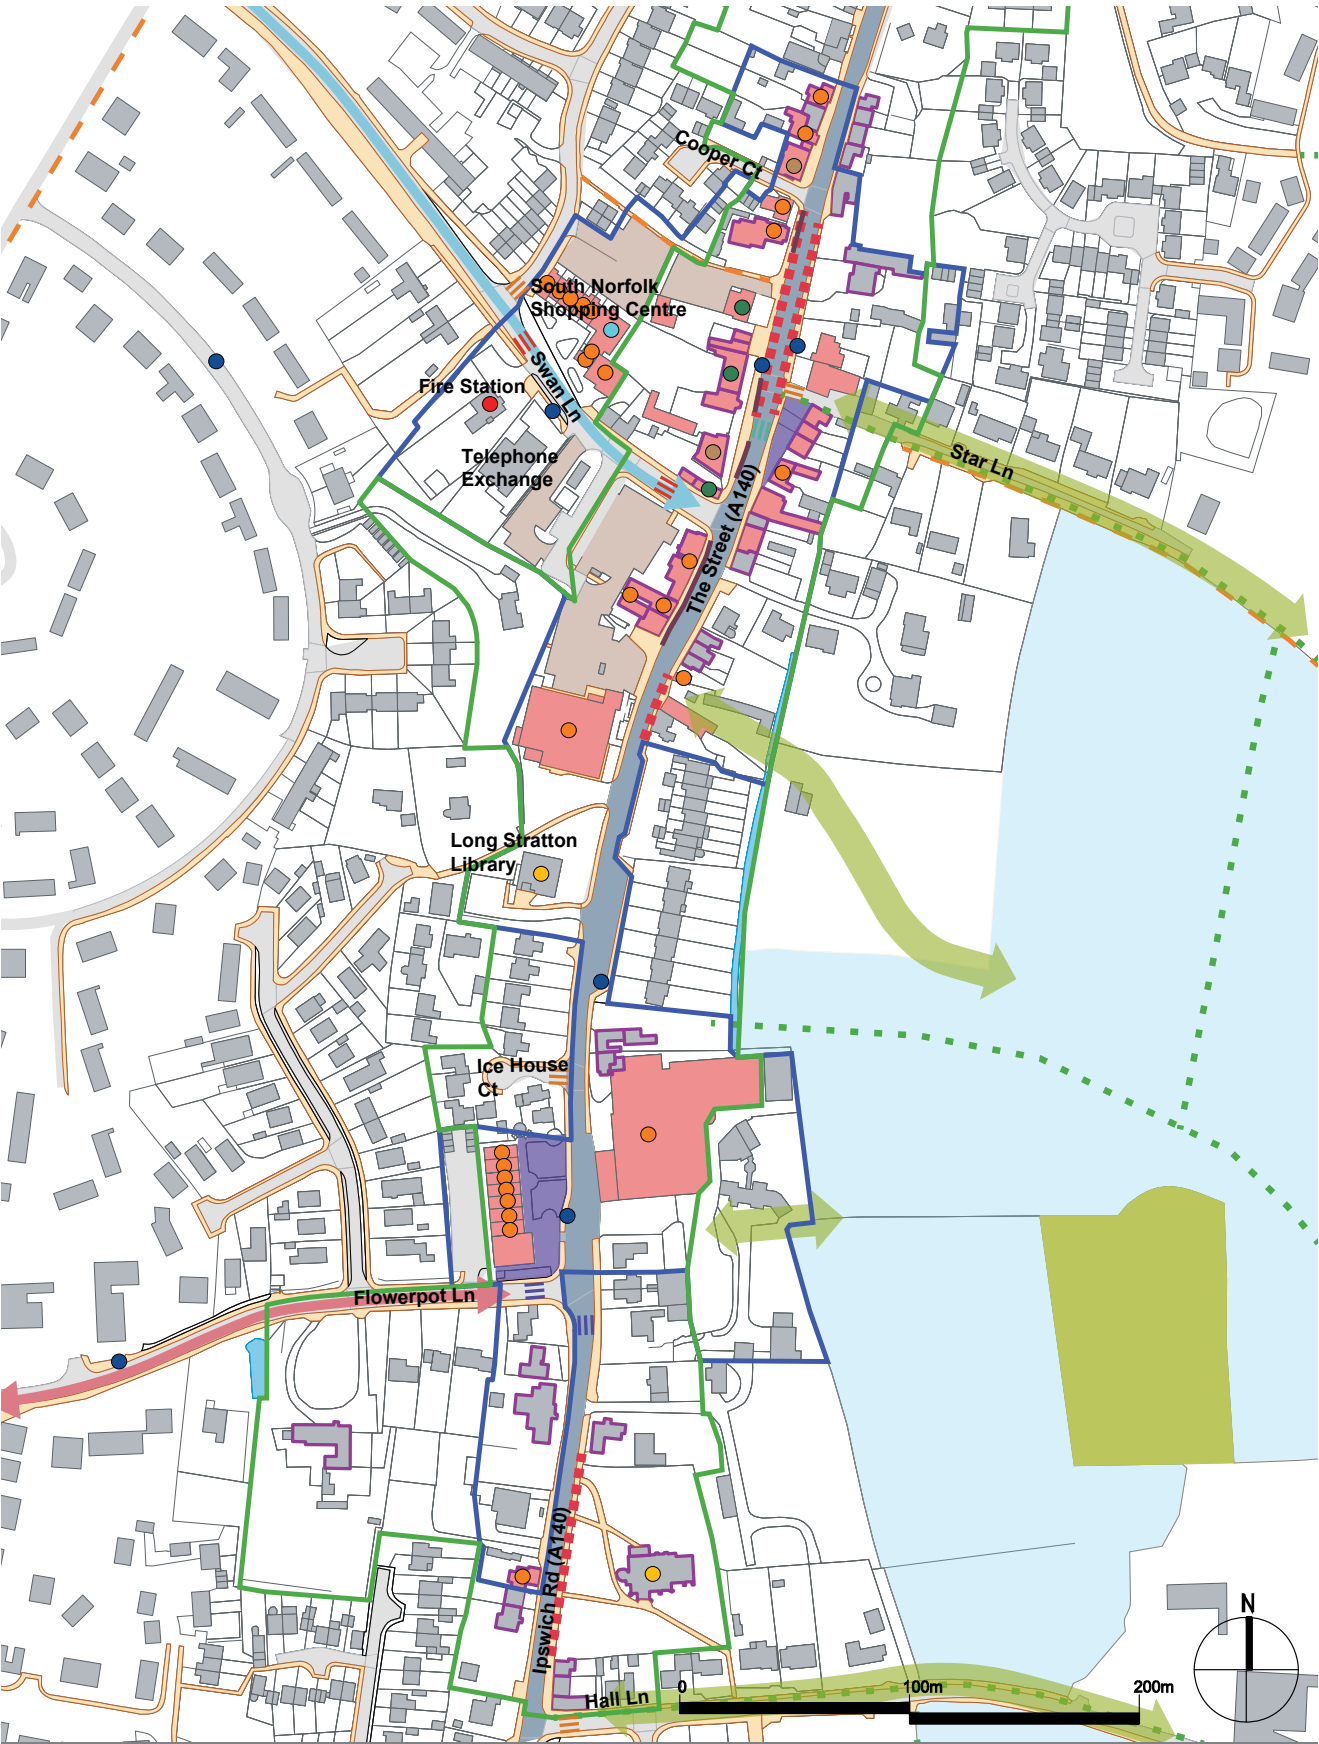 Cooper Ct
South Norfolk
Shopping Centre
Swan Ln
Fire Station
Telephone
Exchange
Star Ln
The Street (A140)
Long Stratton
Library
Ice House
Ct
Flowerpot Ln
Ipswich Rd (A140)
Hall Ln
0 100m 200m
N